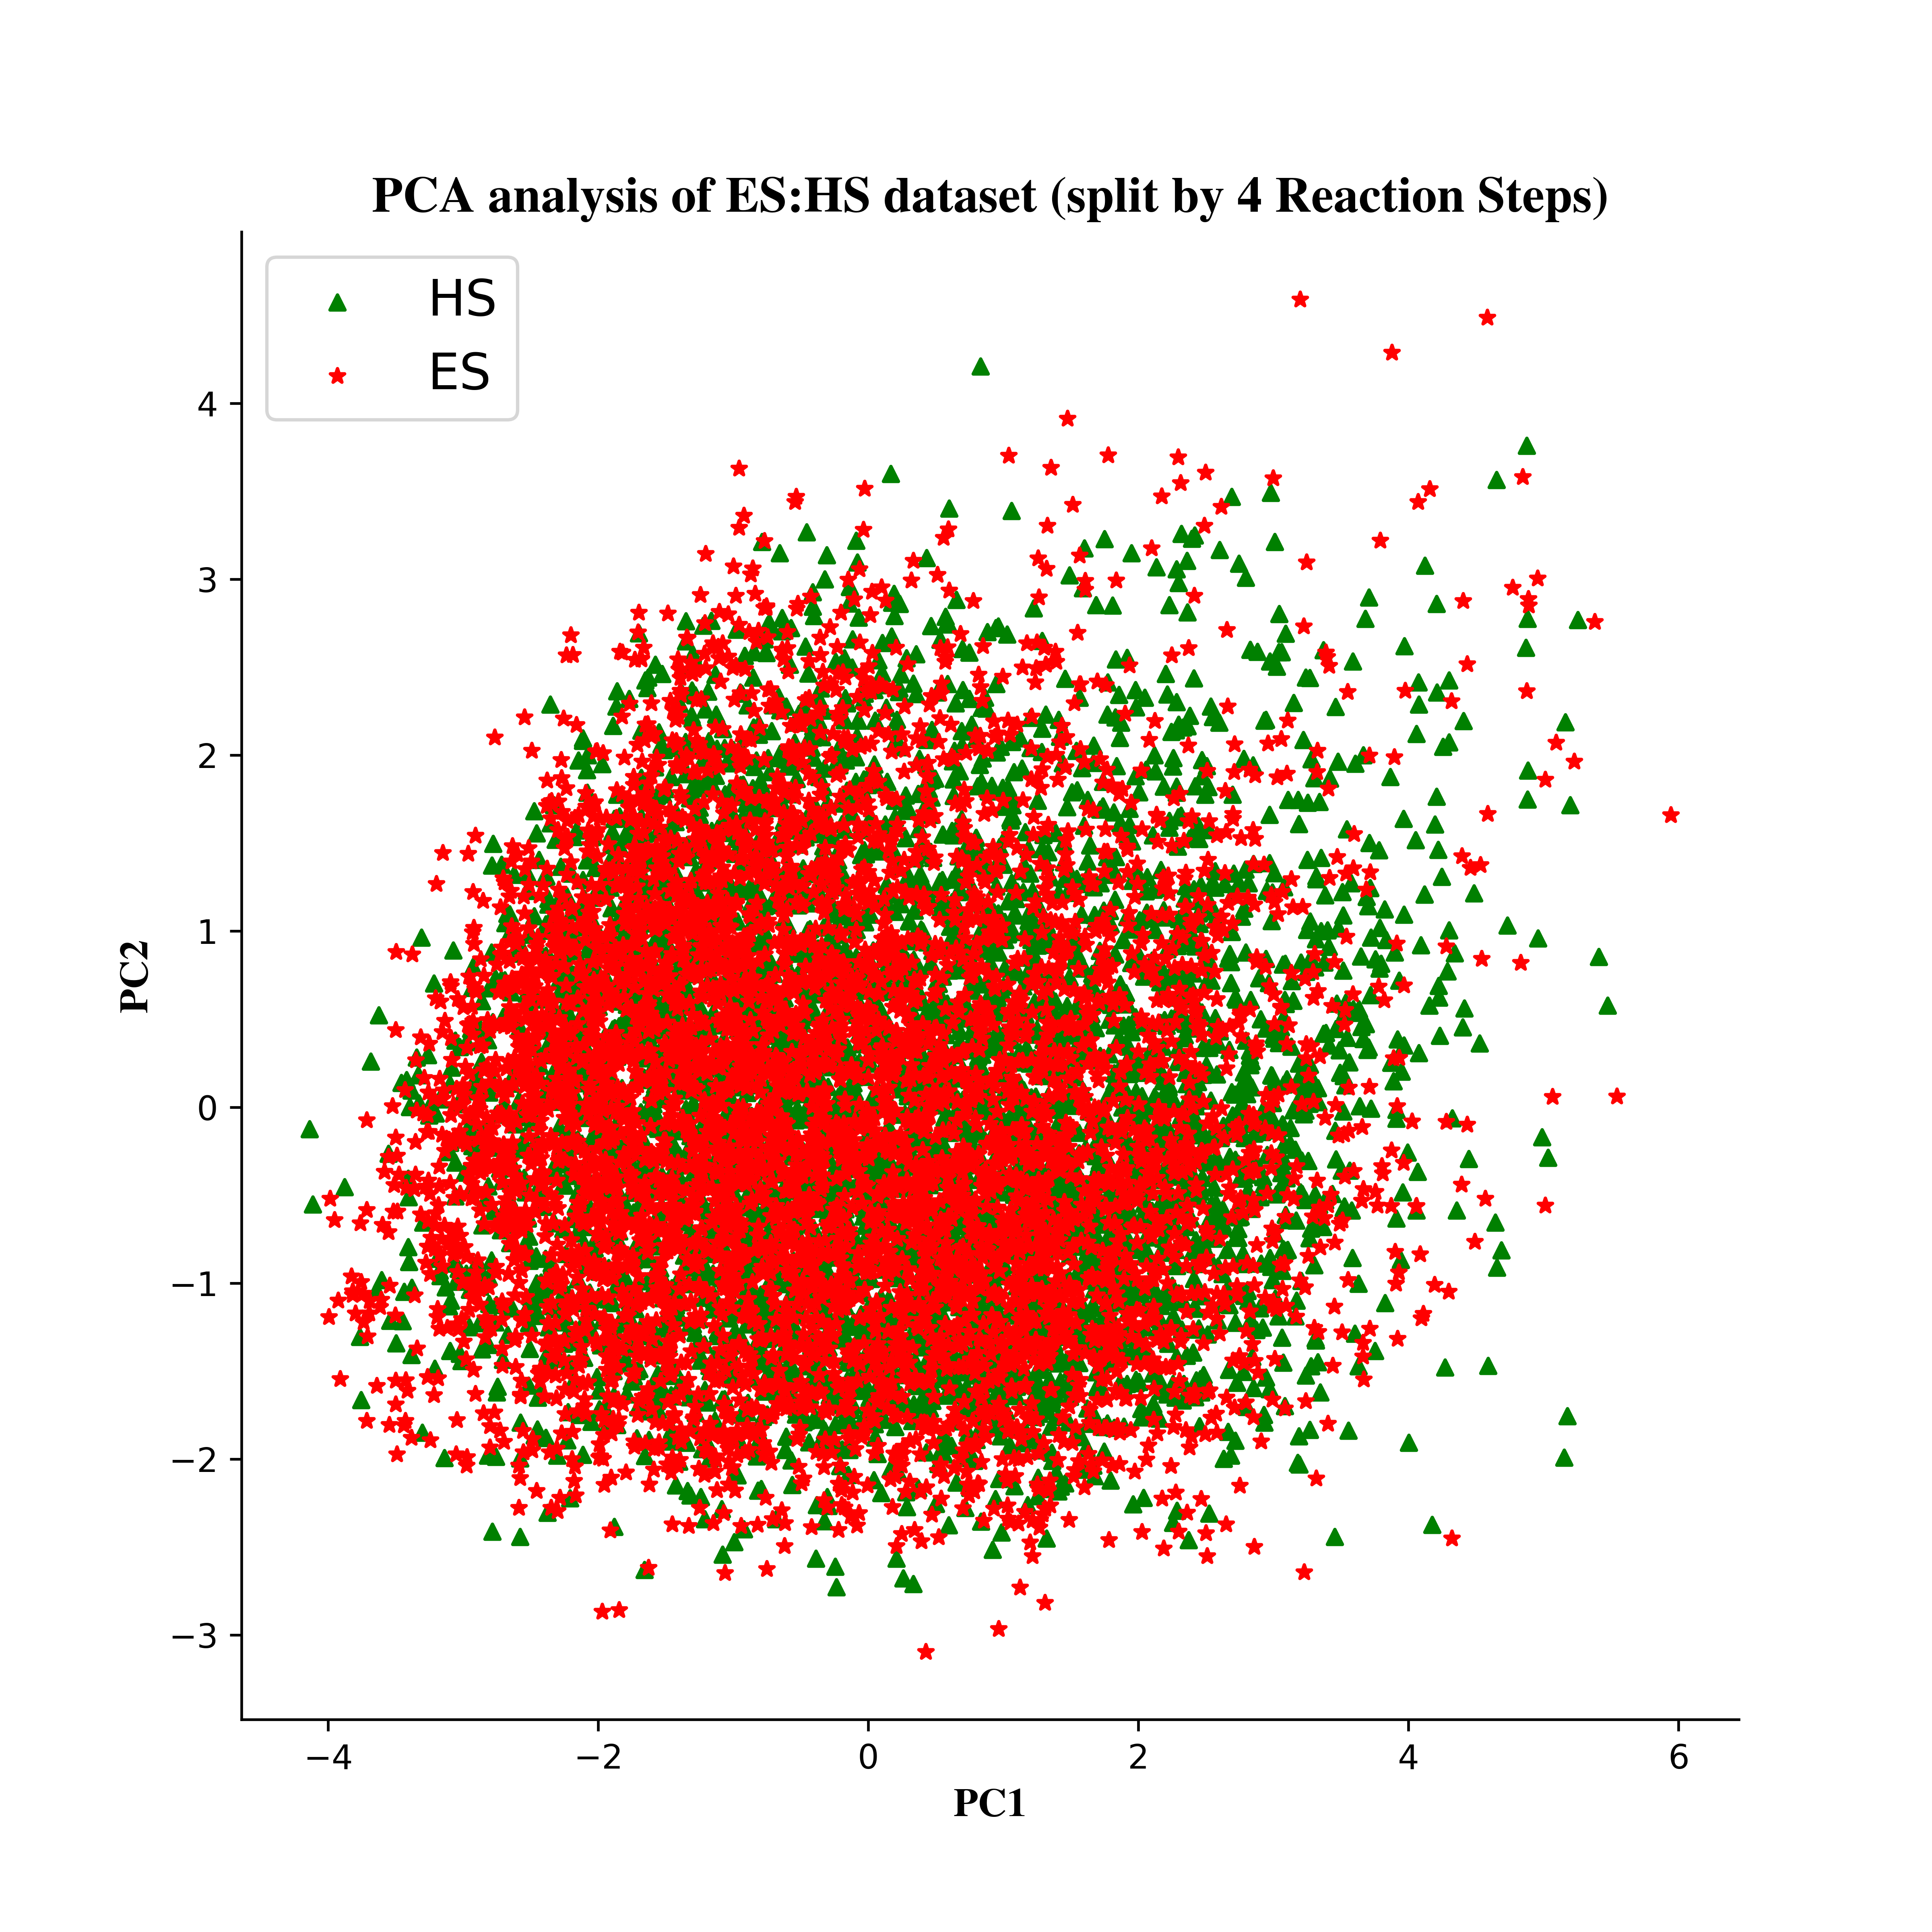 PCA analysis of ES:HS dataset (split by 4 Reaction Steps)
HS
ES
4
3
2
1
0
−1
−2
−3
PC2
−4
−2
0
2
4
6
PC1